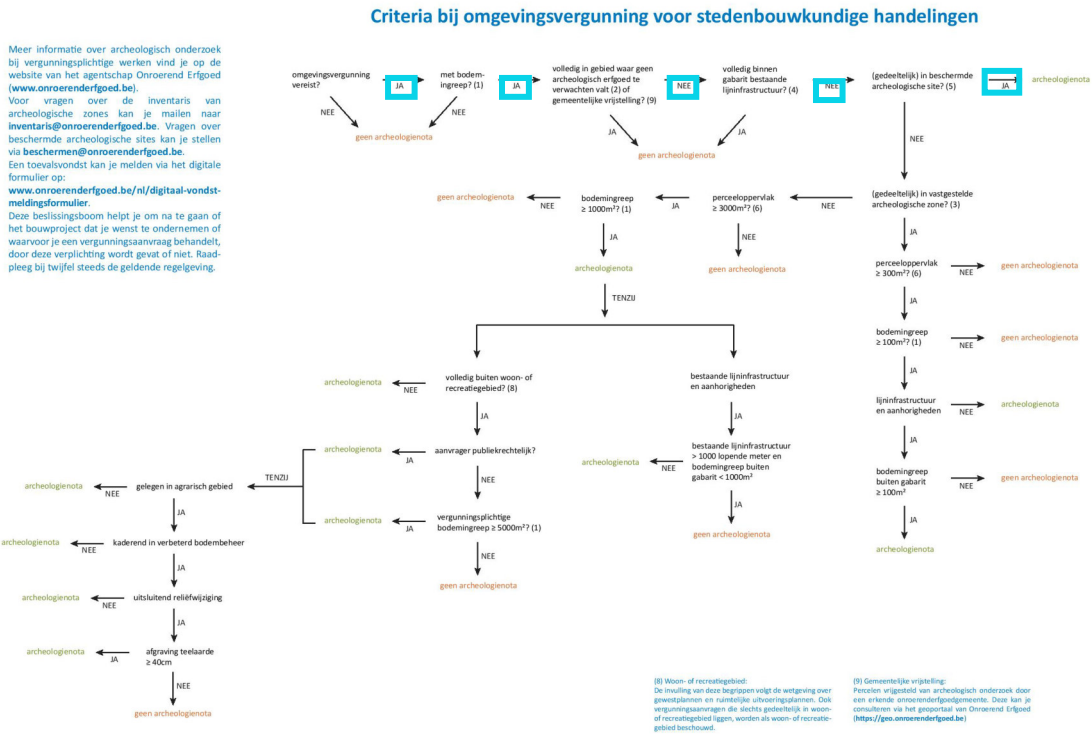 Criteria bij omgevingsvergunning voor stedenbouwkundige handelingen
Meer informatie over archeologisch onderzoek
bij vergunningsplichtige werken vind je op de
website van het agentschap Onroerend Erfgoed
(www.onroerenderfgoed.be).
Voor vragen over de inventaris van
archeologische zones kan je mailen naar
inventaris@onroerenderfgoed.be. Vragen over
beschermde archeologische sites kan je stellen
via beschermen@onroerenderfgoed.be.
Een toevalsvondst kan je melden via het digitale
formulier op:
www.onroerenderfgoed.be/nl/digitaal-vondst-
meldingsformulier.
Deze beslissingsboom helpt je om na te gaan of
het bouwproject dat je wenst te ondernemen of
waarvoor je een vergunningsaanvraag behandelt,
door deze verplichting wordt gevat of niet. Raad-
pleeg bij twijfel steeds de geldende regelgeving.
omgevingsvergunning
vereist?
JA
NEE
met bodem-
ingreep? (1)
JA
NEE
geen archeologienota
volledig in gebied waar geen
archeologisch erfgoed te
verwachten valt (2) of
gemeentelijke vrijstelling? (9)
NEE
JA
volledig binnen
gabarit bestaande
lijninfrastructuur? (4)
NEE
JA
geen archeologienota
(gedeeltelijk) in beschermde
archeologische site? (5)
JA
archeologienota
NEE
(gedeeltelijk) in vastgestelde
archeologische zone? (3)
NEE
JA
perceeloppervlak
≥ 3000m²? (6)
JA
NEE
geen archeologienota
bodemingreep
≥ 1000m²? (1)
NEE
geen archeologienota
JA
archeologienota
TENZIJ
perceeloppervlak
≥ 300m²? (6)
NEE
geen archeologienota
JA
bodemingreep
≥ 100m²? (1)
NEE
geen archeologienota
JA
lijninfrastructuur
en aanhorigheden
NEE
archeologienota
JA
bodemingreep
buiten gabarit
≥ 100m²
NEE
geen archeologienota
JA
archeologienota
volledig buiten woon- of
recreatiegebied? (8)
NEE
archeologienota
JA
aanvrager publiekrechtelijk?
JA
archeologienota
NEE
vergunningsplichtige
bodemingreep ≥ 5000m²? (1)
JA
archeologienota
NEE
geen archeologienota
bestaande lijninfrastructuur
en aanhorigheden
JA
bestaande lijninfrastructuur
> 1000 lopende meter en
bodemingreep buiten
gabarit < 1000m²
NEE
archeologienota
JA
geen archeologienota
TENZIJ
gelegen in agrarisch gebied
NEE
archeologienota
JA
kaderend in verbeterd bodembeheer
NEE
archeologienota
JA
uitsluitend reliëfwijziging
NEE
archeologienota
JA
afgraving teelaarde
≥ 40cm
JA
archeologienota
NEE
geen archeologienota
(8) Woon- of recreatiegebied:
De invulling van deze begrippen volgt de wetgeving over
gewestplannen en ruimtelijke uitvoeringsplannen. Ook
vergunningsaanvragen die slechts gedeeltelijk in woon-
of recreatiegebied liggen, worden als woon- of recreatie-
gebied beschouwd.
(9) Gemeentelijke vrijstelling:
Percelen vrijgesteld van archeologisch onderzoek door
een erkende onroerenderfgoedgemeente. Deze kan je
consulteren via het geoportaal van Onroerend Erfgoed
(https://geo.onroerenderfgoed.be)